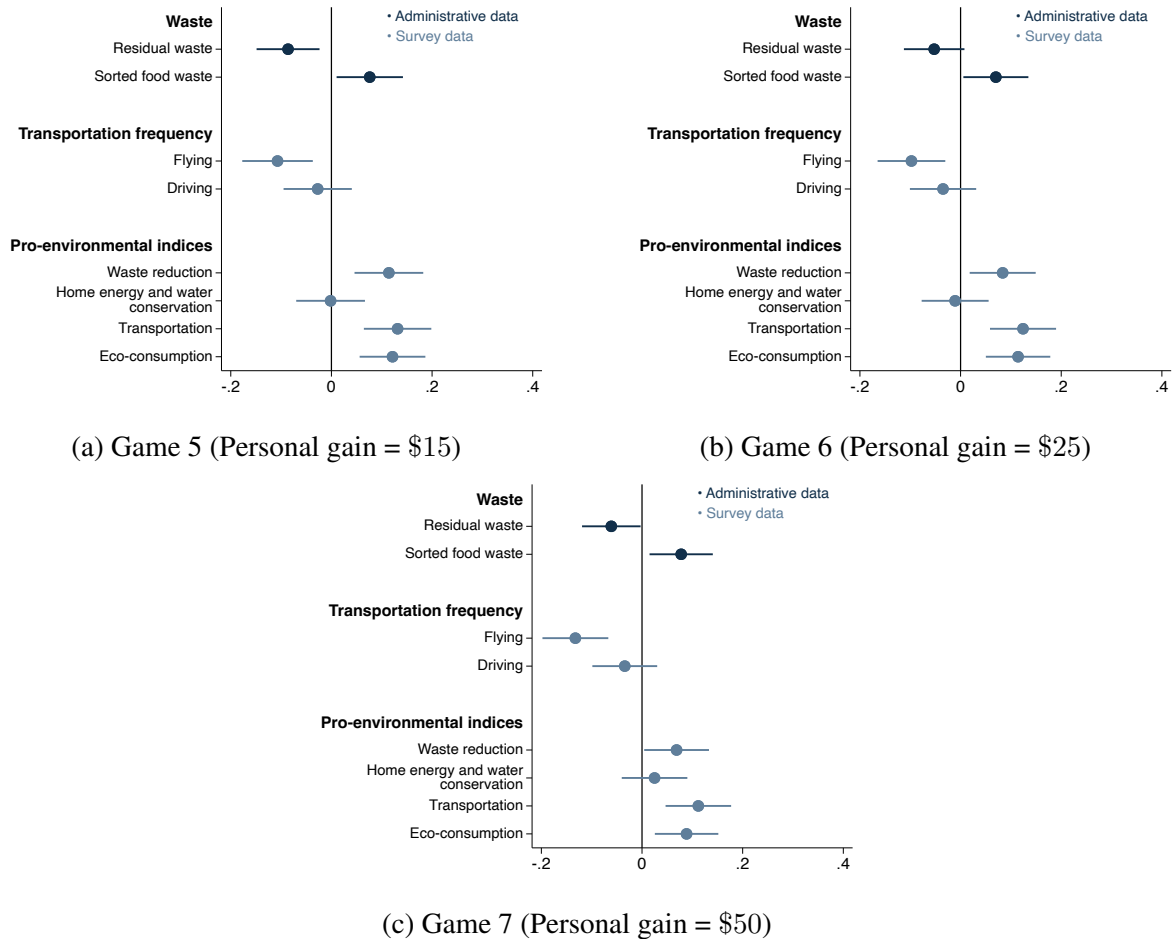 Waste
• Administrative data
Residual waste
• Survey data
Sorted food waste
Transportation frequency
Flying
Driving
Pro-environmental indices
Waste reduction
Home energy and water
conservation
Transportation
Eco-consumption
-.2 0 .2 .4
(a) Game 5 (Personal gain = $15)
Waste
• Administrative data
Residual waste
• Survey data
Sorted food waste
Transportation frequency
Flying
Driving
Pro-environmental indices
Waste reduction
Home energy and water
conservation
Transportation
Eco-consumption
-.2 0 .2 .4
(b) Game 6 (Personal gain = $25)
Waste
• Administrative data
Residual waste
• Survey data
Sorted food waste
Transportation frequency
Flying
Driving
Pro-environmental indices
Waste reduction
Home energy and water
conservation
Transportation
Eco-consumption
-.2 0 .2 .4
(c) Game 7 (Personal gain = $50)